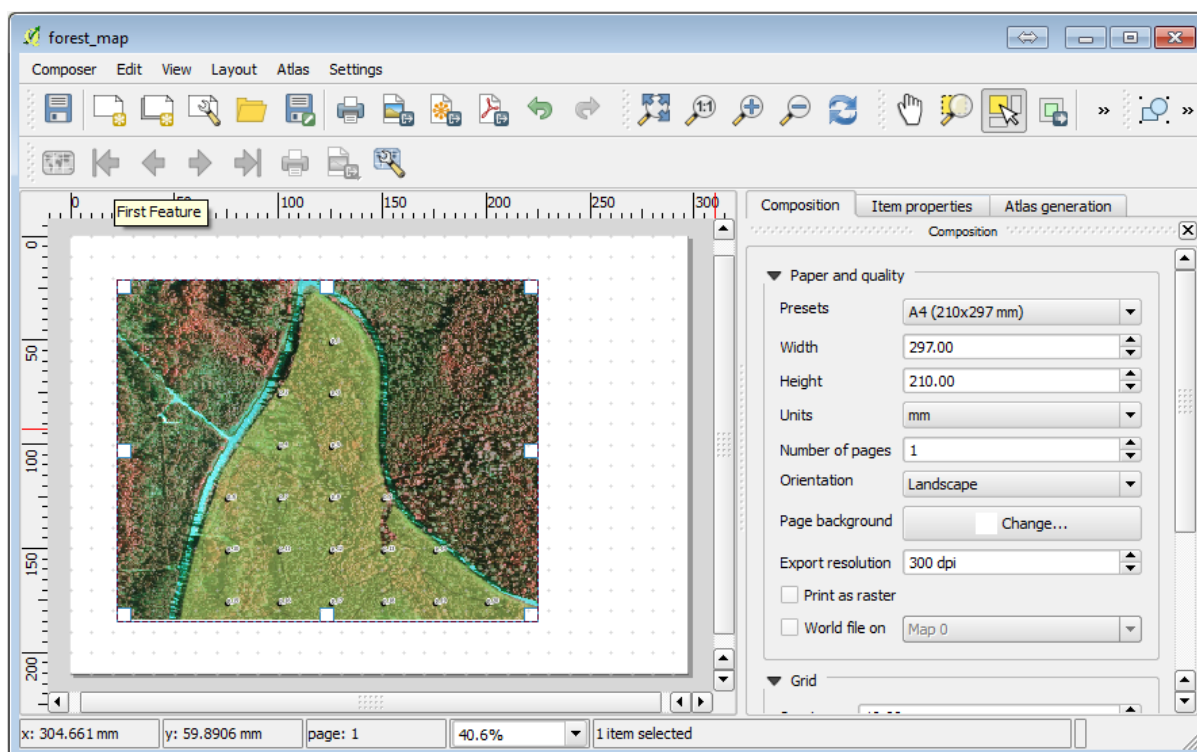 forest_map
Composer Edit View Layout Atlas Settings
1:1
» »
0 50 100 150 200 250 300
First Feature
0
50
100
150
200
Composition Item properties Atlas generation
Composition
Paper and quality
Presets A4 (210x297 mm)
Width 297.00
Height 210.00
Units mm
Number of pages 1
Orientation Landscape
Page background Change...
Export resolution 300 dpi
Print as raster
World file on Map 0
Grid
x: 304.661 mm y: 59.8906 mm page: 1 40.6% 1 item selected